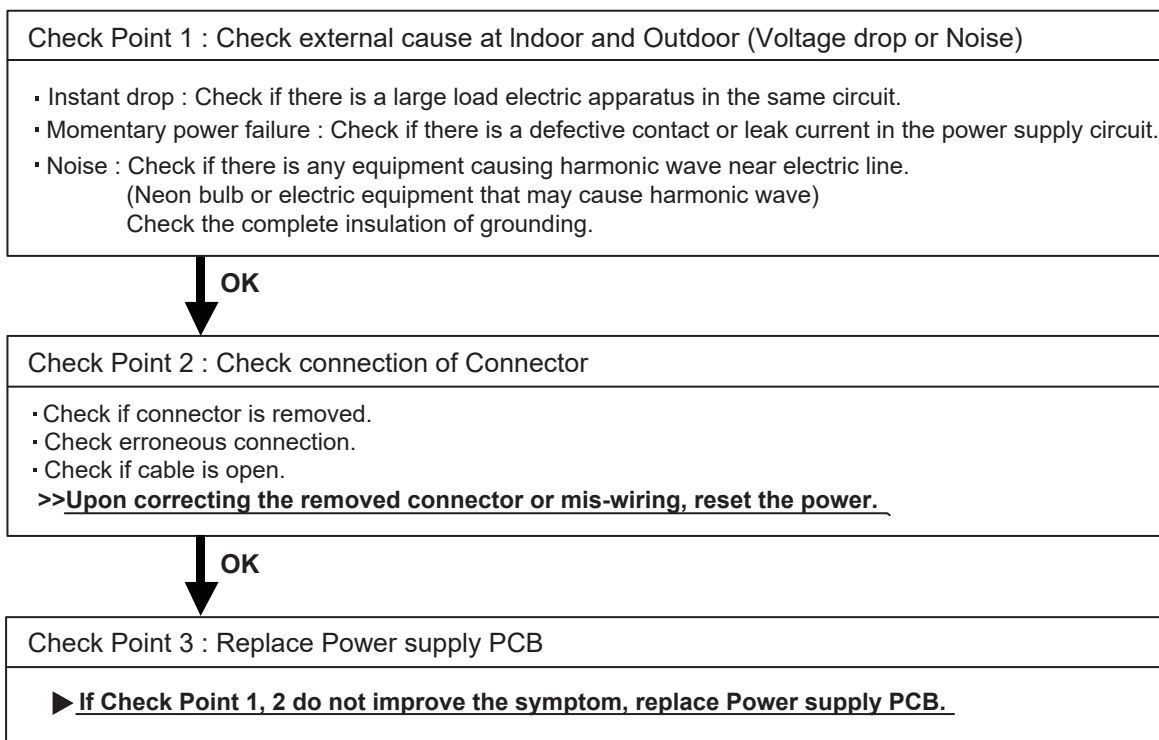 Check Point 1 : Check external cause at Indoor and Outdoor (Voltage drop or Noise)
· Instant drop : Check if there is a large load electric apparatus in the same circuit.
· Momentary power failure : Check if there is a defective contact or leak current in the power supply circuit.
· Noise : Check if there is any equipment causing harmonic wave near electric line.
(Neon bulb or electric equipment that may cause harmonic wave)
Check the complete insulation of grounding.
OK
Check Point 2 : Check connection of Connector
· Check if connector is removed.
· Check erroneous connection.
· Check if cable is open.
>>Upon correcting the removed connector or mis-wiring, reset the power.
OK
Check Point 3 : Replace Power supply PCB
▶ If Check Point 1, 2 do not improve the symptom, replace Power supply PCB.